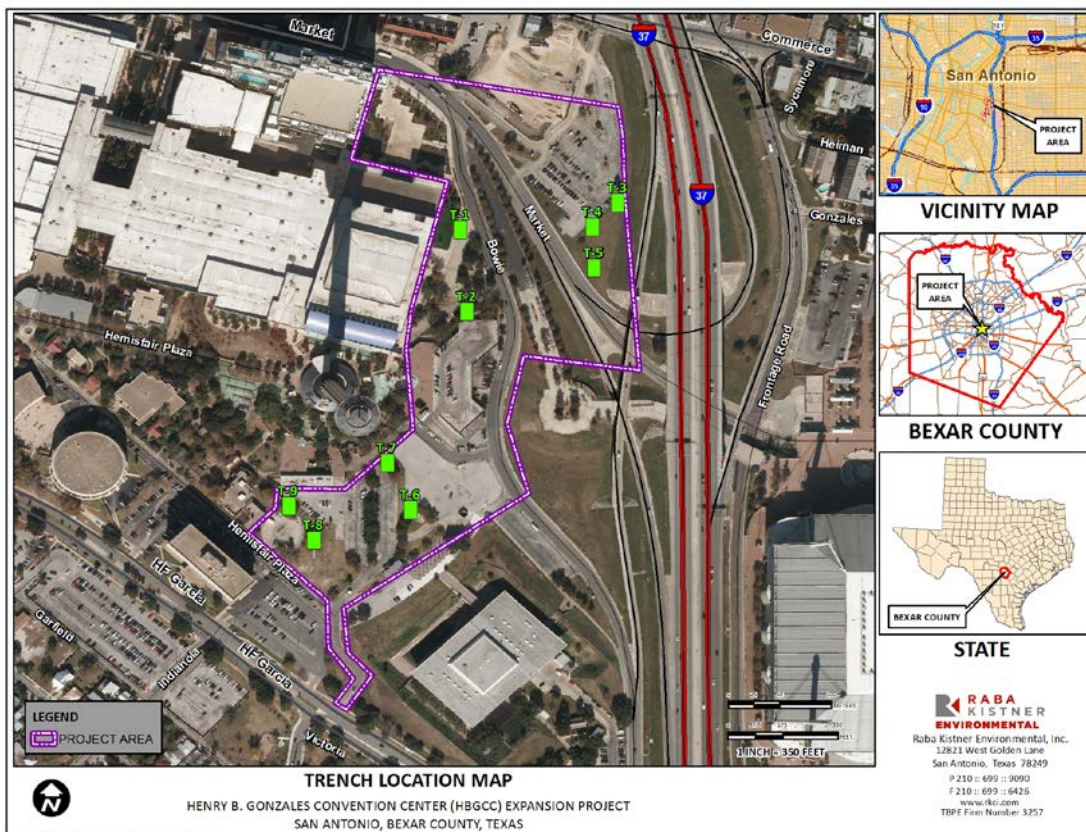 Market
37
Commerce
Sycamore
Heiman
37
Gonzales
T-3
T-4
T-1
Market
Bowie
T-5
T-2
Hemisfair Plaza
Frontage Road
T-7
T-9
T-6
T-8
Hemisfair Plaza
HF Garcia
Garfield
Indianola
HF Garcia
Victoria
LEGEND
PROJECT AREA
1 INCH = 350 FEET
281
35
San Antonio
10
PROJECT
AREA
35
VICINITY MAP
PROJECT
AREA
BEXAR COUNTY
BEXAR COUNTY
STATE
RABA
KISTNER
ENVIRONMENTAL
Raba Kistner Environmental, Inc.
12821 West Golden Lane
San Antonio, Texas 78249
P 210 :: 699 :: 9090
F 210 :: 699 :: 6426
www.rkci.com
TBPE Firm Number 3257
N
TRENCH LOCATION MAP
HENRY B. GONZALES CONVENTION CENTER (HBGCC) EXPANSION PROJECT
SAN ANTONIO, BEXAR COUNTY, TEXAS